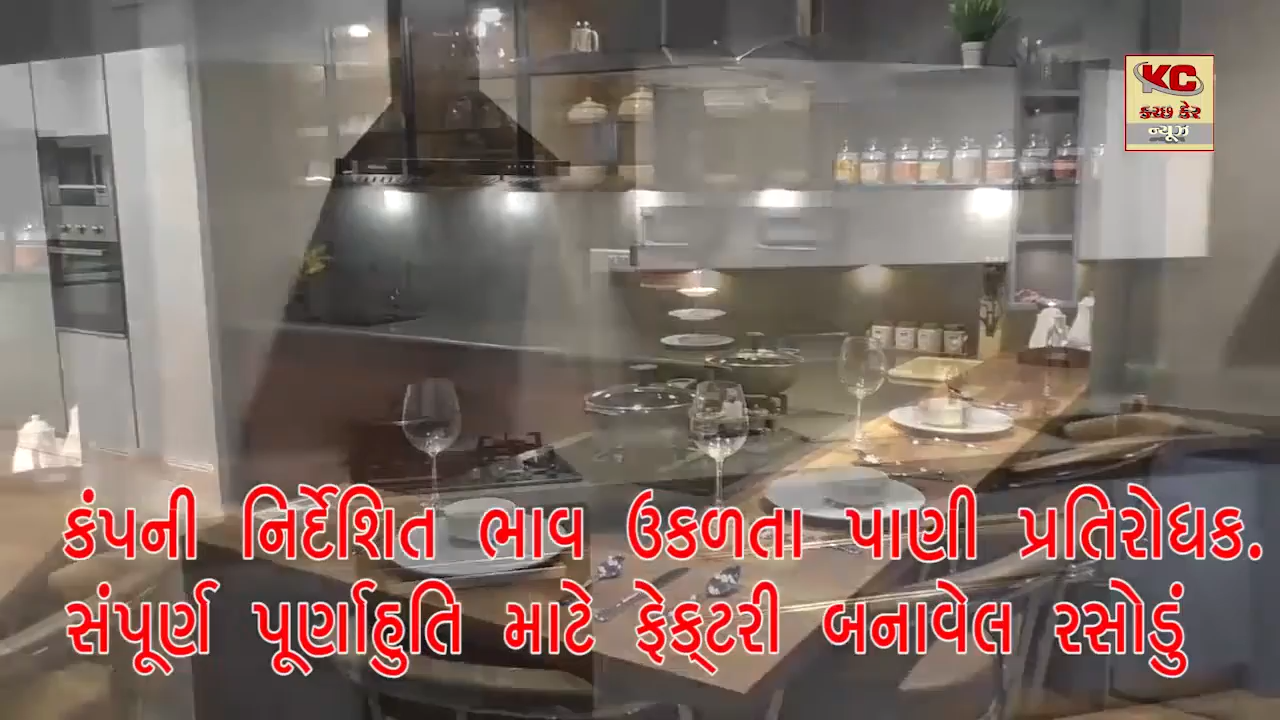 KC
કચ્છ કેર
ન્યૂઝ
કંપની નિર્દેશિત ભાવ ઉકળતા પાણી પ્રતિરોધક.
સંપૂર્ણ પૂર્ણાહુતિ માટે ફેક્ટરી બનાવેલ રસોડું